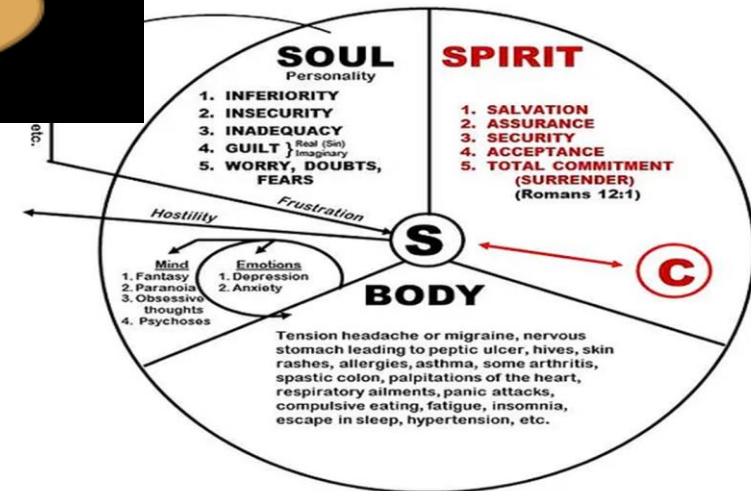 SOUL
Personality
1. INFERIORITY
2. INSECURITY
3. INADEQUACY
4. GUILT } Real (Sin)
Imaginary
5. WORRY, DOUBTS,
FEARS
SPIRIT
1. SALVATION
2. ASSURANCE
3. SECURITY
4. ACCEPTANCE
5. TOTAL COMMITMENT
(SURRENDER)
(Romans 12:1)
etc.
Frustration
Hostility
S
C
Mind
1. Fantasy
2. Paranoia
3. Obsessive
thoughts
4. Psychoses
Emotions
1. Depression
2. Anxiety
BODY
Tension headache or migraine, nervous
stomach leading to peptic ulcer, hives, skin
rashes, allergies, asthma, some arthritis,
spastic colon, palpitations of the heart,
respiratory ailments, panic attacks,
compulsive eating, fatigue, insomnia,
escape in sleep, hypertension, etc.